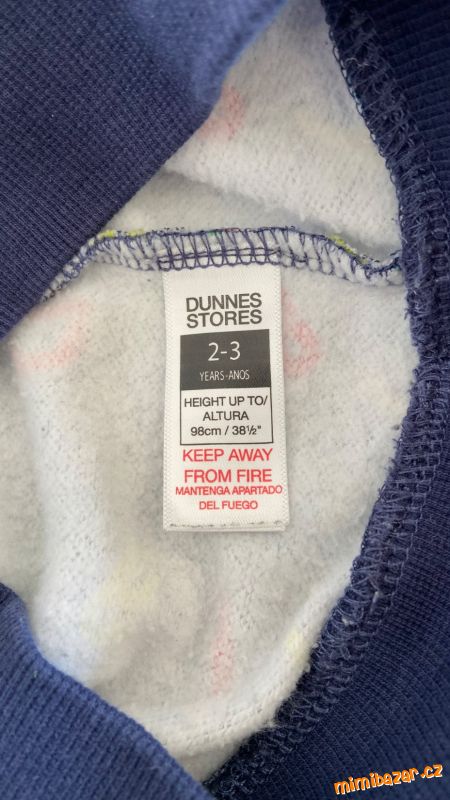 DUNNES
STORES
2-3
YEARS-ANOS
HEIGHT UP TO/
ALTURA
98cm / 38½"
KEEP AWAY
FROM FIRE
MANTENGA APARTADO
DEL FUEGO
mimibazar.cz